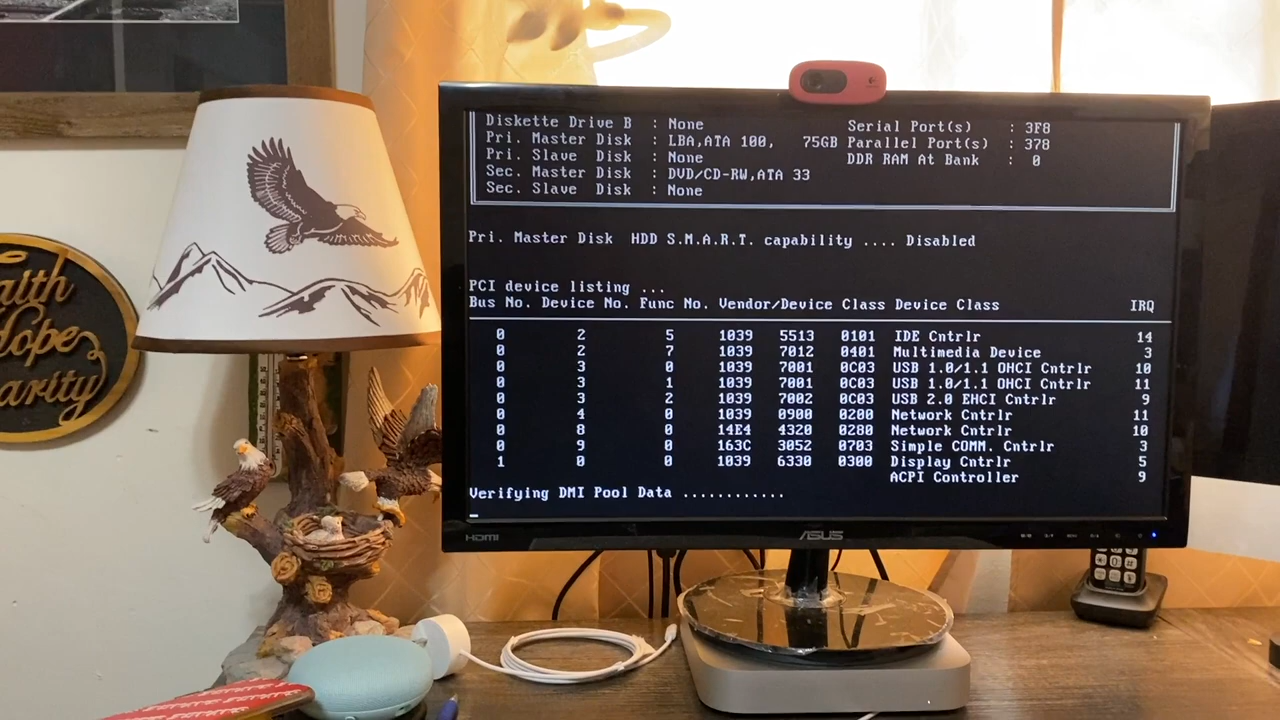 Diskette Drive B : None Serial Port(s) : 3F8
Pri. Master Disk : LBA,ATA 100, 75GB Parallel Port(s) : 378
Pri. Slave Disk : None DDR RAM At Bank : 0
Sec. Master Disk : DVD/CD-RW,ATA 33
Sec. Slave Disk : None
Pri. Master Disk HDD S.M.A.R.T. capability .... Disabled
PCI device listing ...
Bus No. Device No. Func No. Vendor/Device Class Device Class IRQ
0 2 5 1039 5513 0101 IDE Cntrlr 14
0 2 7 1039 7012 0401 Multimedia Device 3
0 3 0 1039 7001 0C03 USB 1.0/1.1 OHCI Cntrlr 10
0 3 1 1039 7001 0C03 USB 1.0/1.1 OHCI Cntrlr 11
0 3 2 1039 7002 0C03 USB 2.0 EHCI Cntrlr 9
0 4 0 1039 0900 0200 Network Cntrlr 11
0 8 0 14E4 4320 0280 Network Cntrlr 10
0 9 0 163C 3052 0703 Simple COMM. Cntrlr 3
1 0 0 1039 6330 0300 Display Cntrlr 5
ACPI Controller 9
Verifying DMI Pool Data ............
HDMI
ASUS
aith
Hope
arity